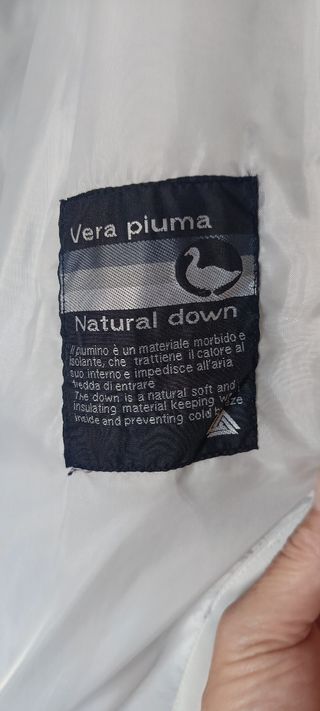 Vera piuma
Natural down
Il piumino è un materiale morbido e
isolante, che trattiene il calore al
suo interno e impedisce all'aria
fredda di entrare
The down is a natural soft and
insulating material keeping
inside and preventing cold